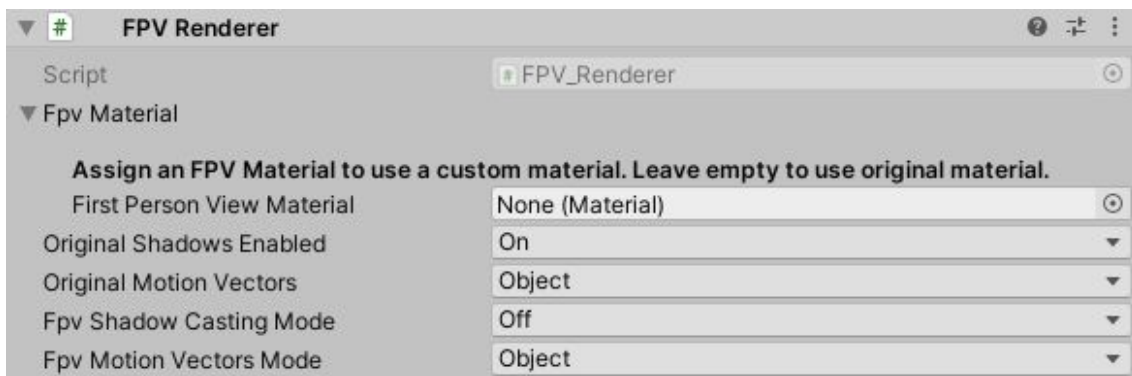 # FPV Renderer
Script # FPV_Renderer
Fpv Material
Assign an FPV Material to use a custom material. Leave empty to use original material.
First Person View Material None (Material)
Original Shadows Enabled On
Original Motion Vectors Object
Fpv Shadow Casting Mode Off
Fpv Motion Vectors Mode Object